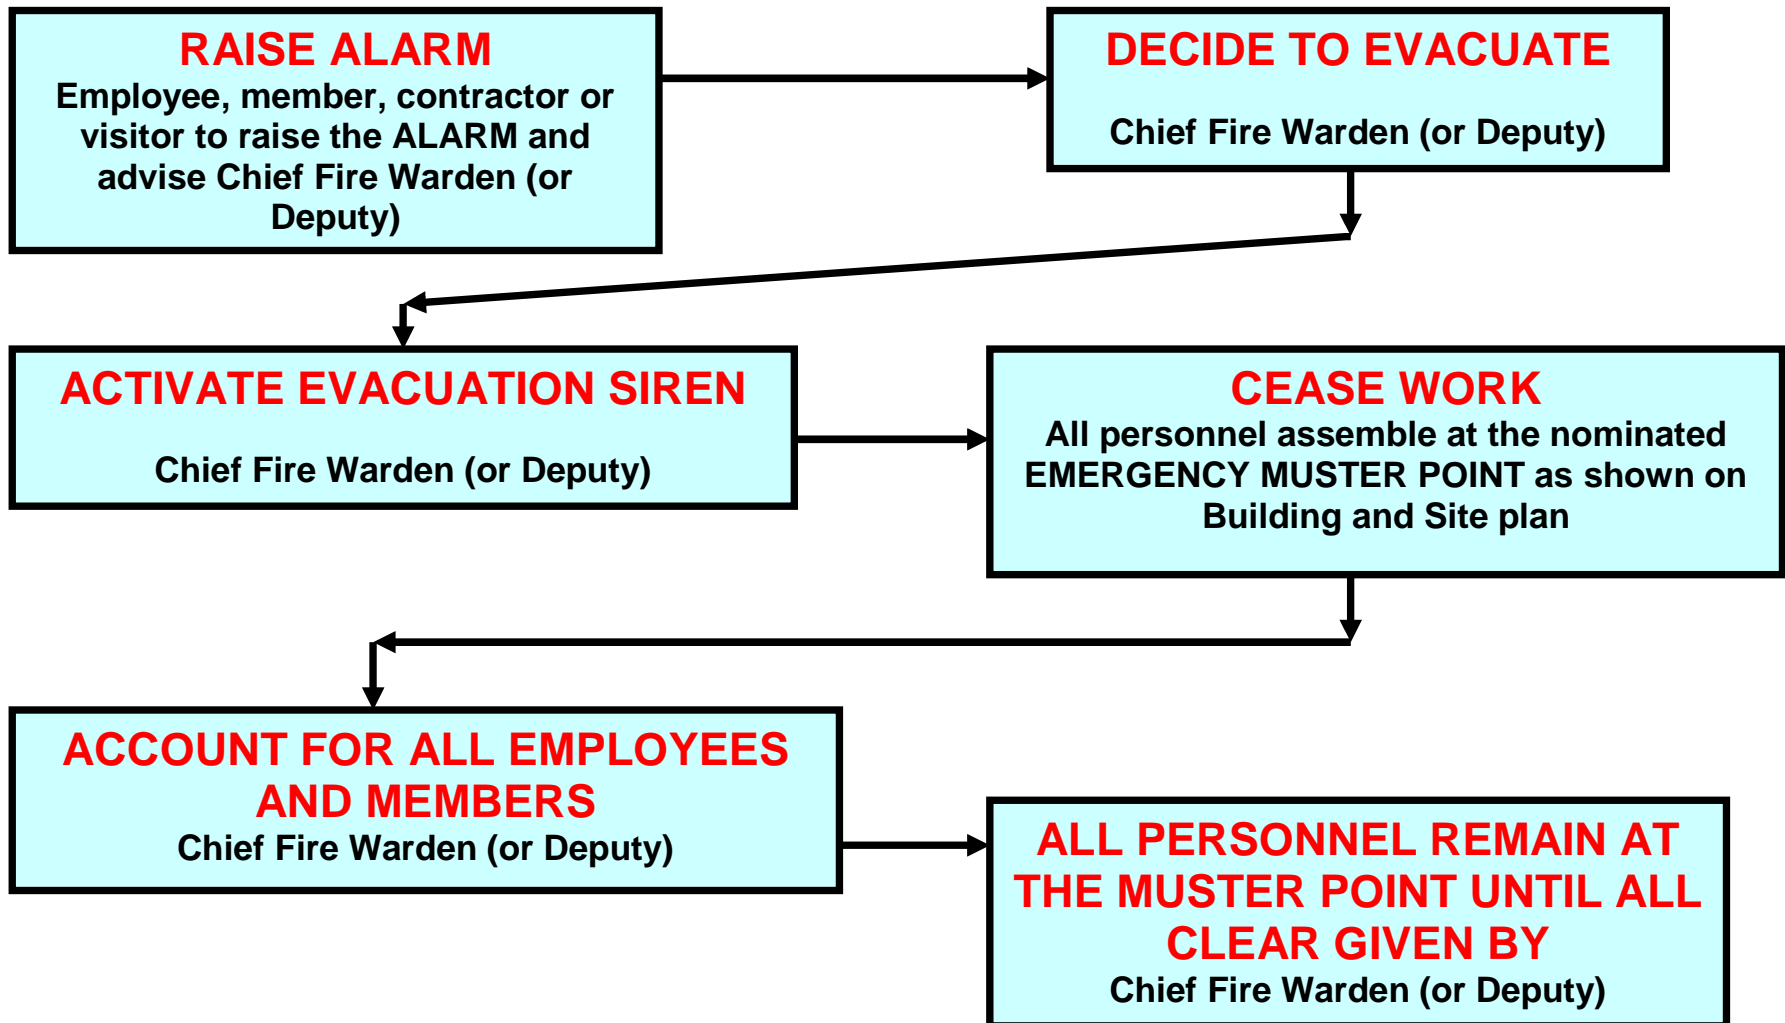 RAISE ALARM
Employee, member, contractor or
visitor to raise the ALARM and
advise Chief Fire Warden (or
Deputy)
DECIDE TO EVACUATE
Chief Fire Warden (or Deputy)
ACTIVATE EVACUATION SIREN
Chief Fire Warden (or Deputy)
CEASE WORK
All personnel assemble at the nominated
EMERGENCY MUSTER POINT as shown on
Building and Site plan
ACCOUNT FOR ALL EMPLOYEES
AND MEMBERS
Chief Fire Warden (or Deputy)
ALL PERSONNEL REMAIN AT
THE MUSTER POINT UNTIL ALL
CLEAR GIVEN BY
Chief Fire Warden (or Deputy)